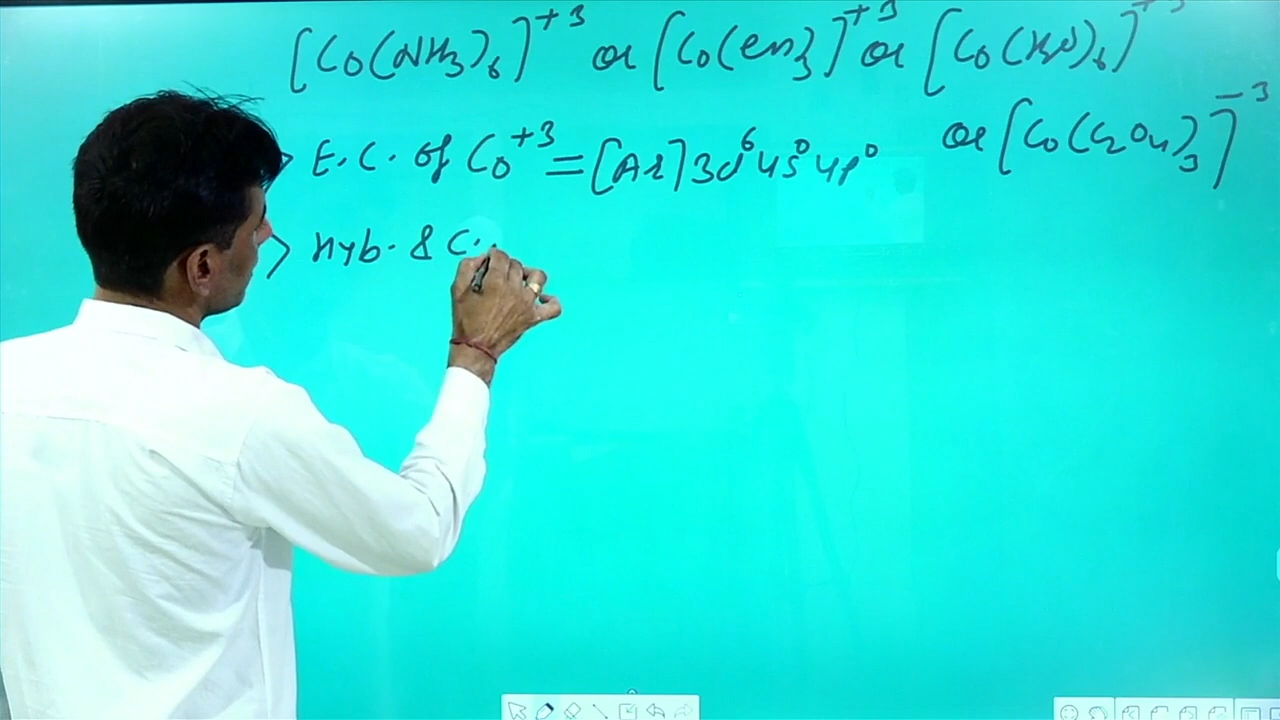 [Co(NH3)6]+3 or [Co(en)3]+3 or [Co(H2O)6]+3
or [Co(C2O4)3]-3
> E.C. of Co+3 = [Ar]3d6 4s0 4p0
> Hyb. & C.